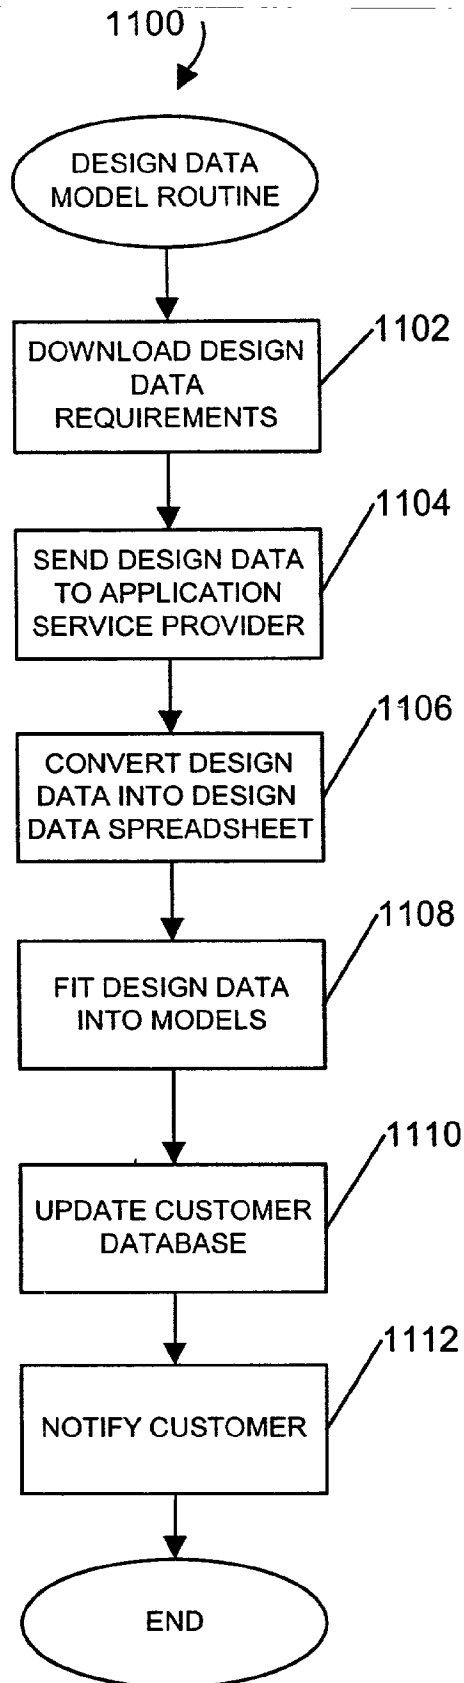 1100
DESIGN DATA
MODEL ROUTINE
1102
DOWNLOAD DESIGN
DATA
REQUIREMENTS
1104
SEND DESIGN DATA
TO APPLICATION
SERVICE PROVIDER
1106
CONVERT DESIGN
DATA INTO DESIGN
DATA SPREADSHEET
1108
FIT DESIGN DATA
INTO MODELS
1110
UPDATE CUSTOMER
DATABASE
1112
NOTIFY CUSTOMER
END